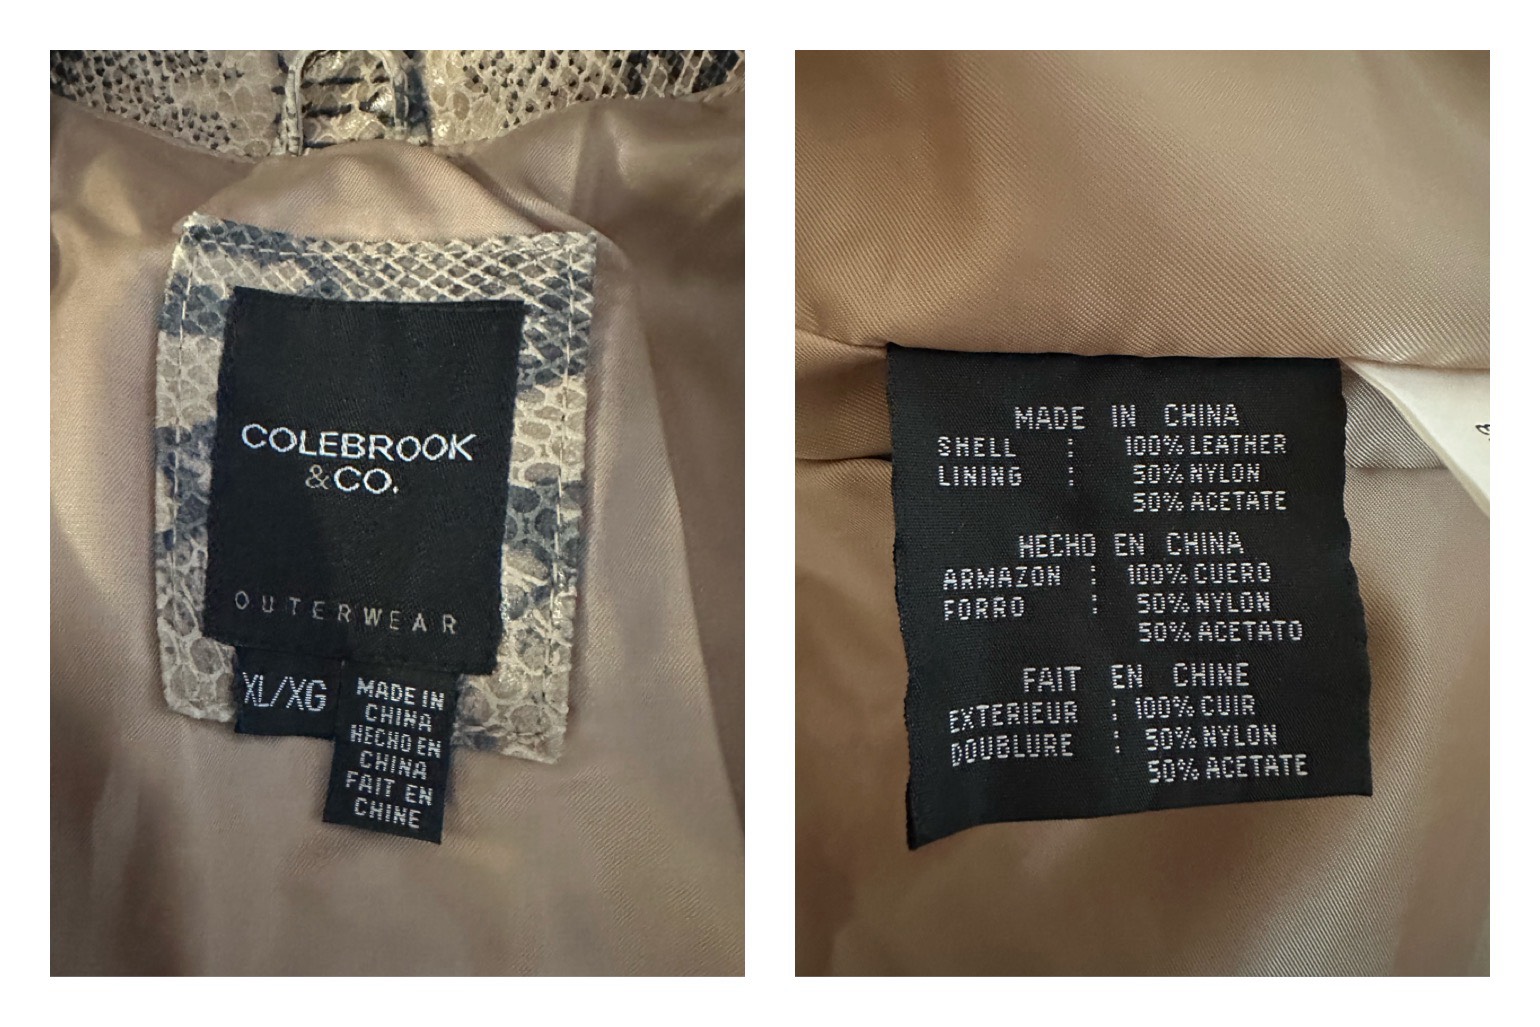 COLEBROOK
&CO.
OUTERWEAR
XL/XG
MADE IN
CHINA
HECHO EN
CHINA
FAIT EN
CHINE
MADE IN CHINA
SHELL : 100% LEATHER
LINING : 50% NYLON
50% ACETATE
HECHO EN CHINA
ARMAZON : 100% CUERO
FORRO : 50% NYLON
50% ACETATO
FAIT EN CHINE
EXTERIEUR : 100% CUIR
DOUBLURE : 50% NYLON
50% ACETATE